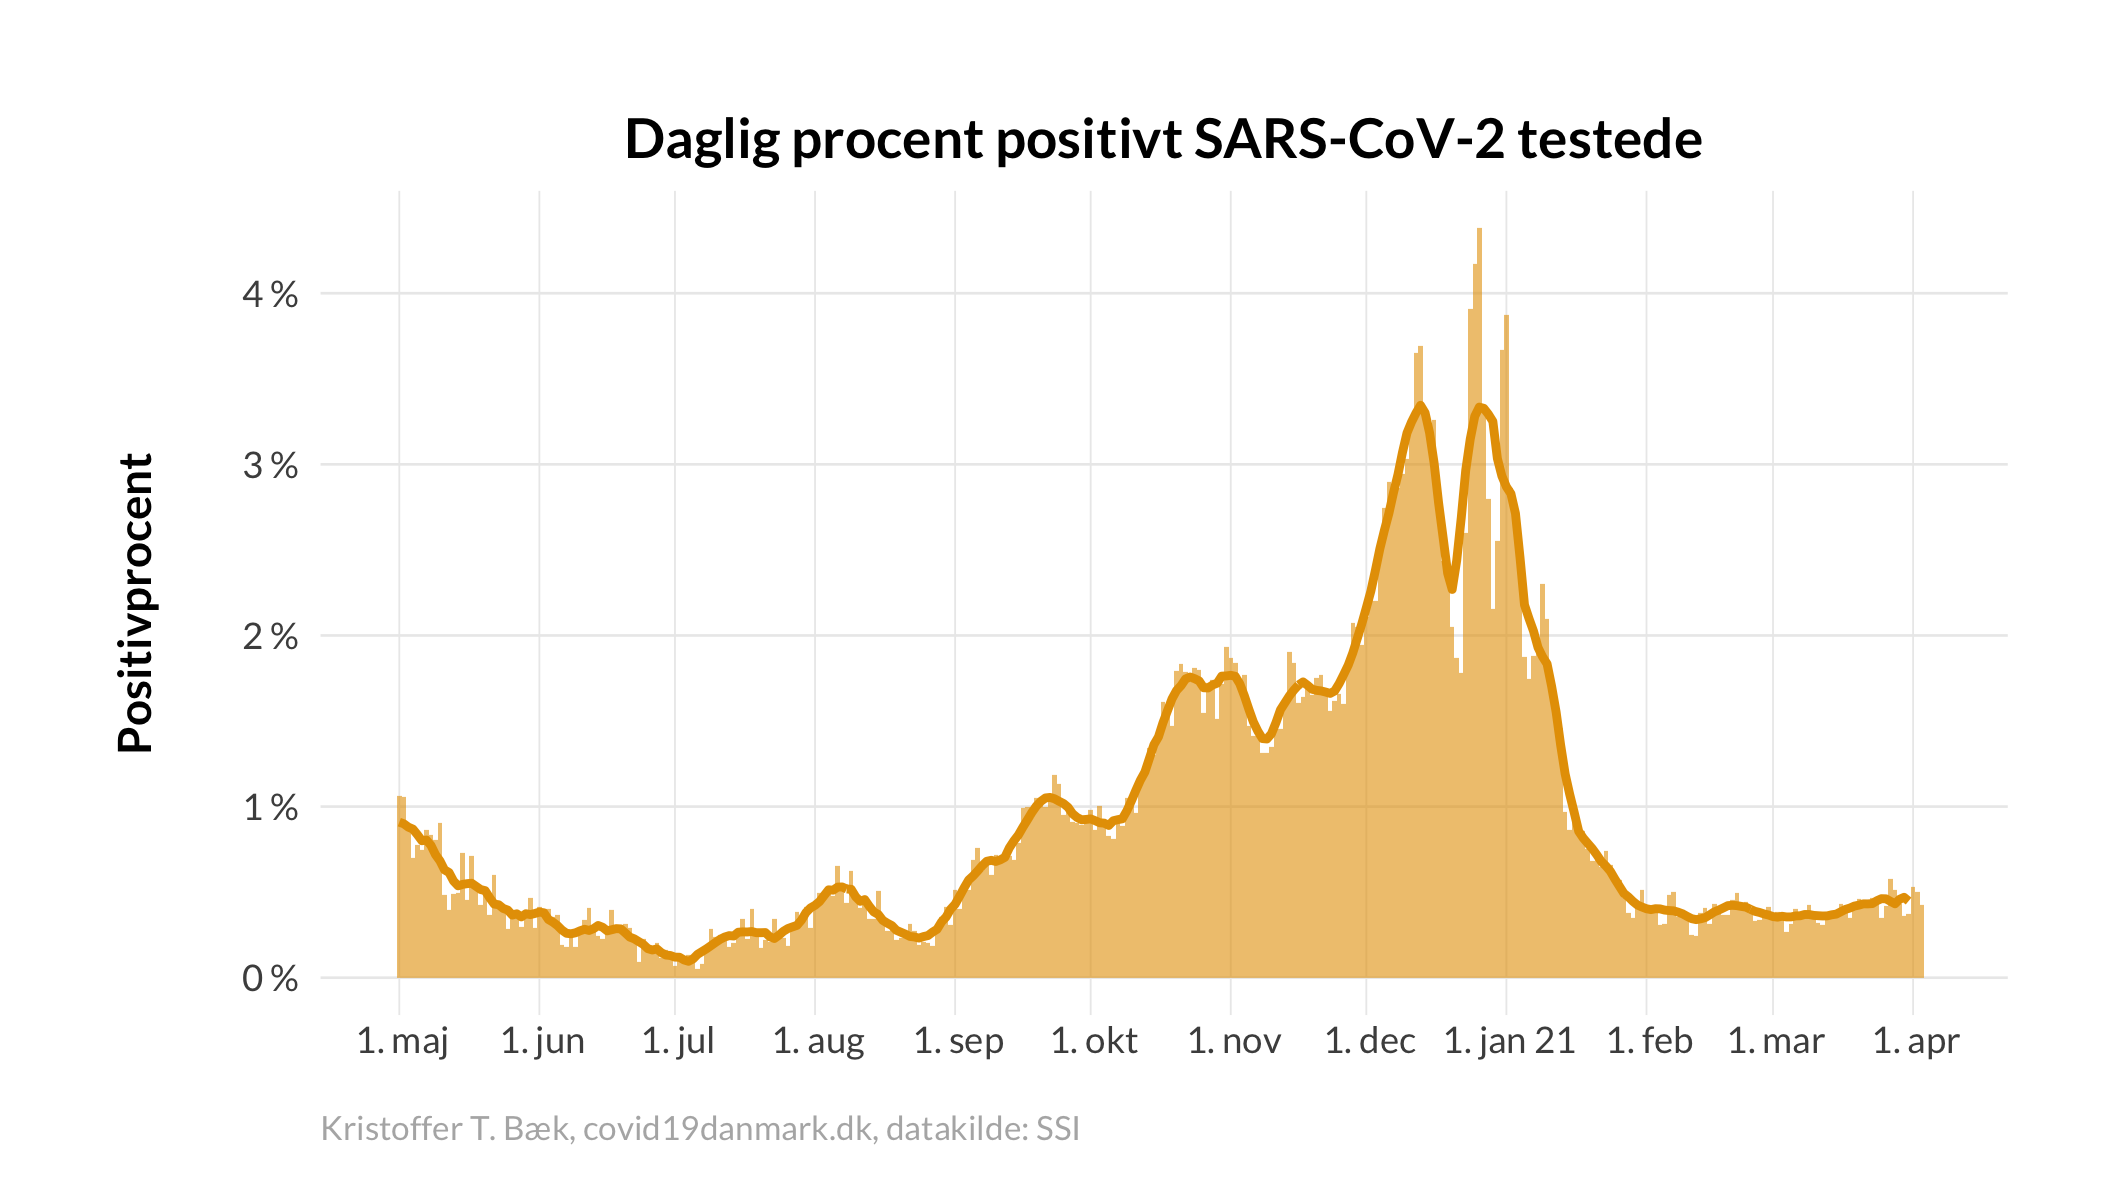 Daglig procent positivt SARS-CoV-2 testede
Positivprocent
4 %
3 %
2 %
1 %
0 %
1. maj 1. jun 1. jul 1. aug 1. sep 1. okt 1. nov 1. dec 1. jan 21 1. feb 1. mar 1. apr
Kristoffer T. Bæk, covid19danmark.dk, datakilde: SSI